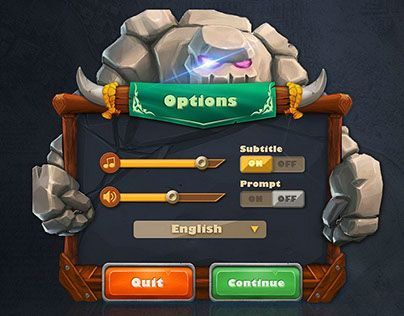 Options
Subtitle
ON OFF
Prompt
ON OFF
English
Quit
Continue